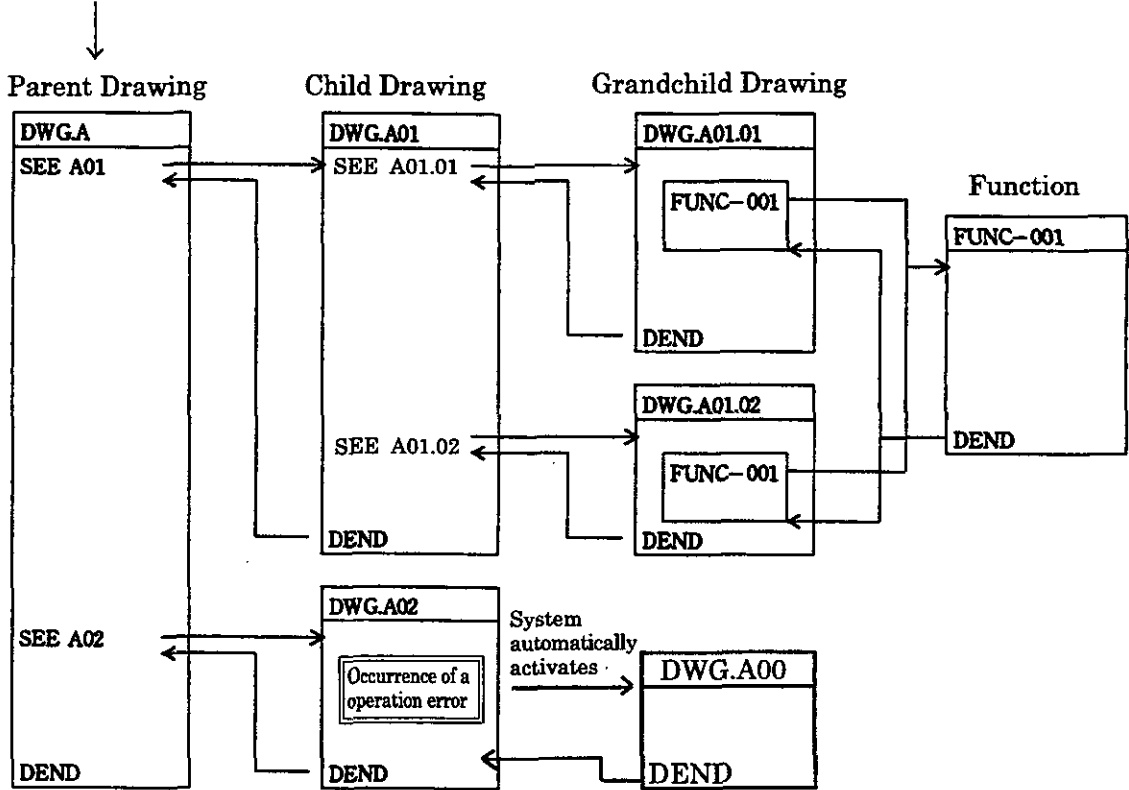 Parent Drawing
DWG.A
SEE A01
SEE A02
DEND
Child Drawing
DWG.A01
SEE A01.01
SEE A01.02
DEND
DWG.A02
Occurrence of a
operation error
DEND
System
automatically
activates
Grandchild Drawing
DWG.A01.01
FUNC-001
DEND
DWG.A01.02
FUNC-001
DEND
DWG.A00
DEND
Function
FUNC-001
DEND